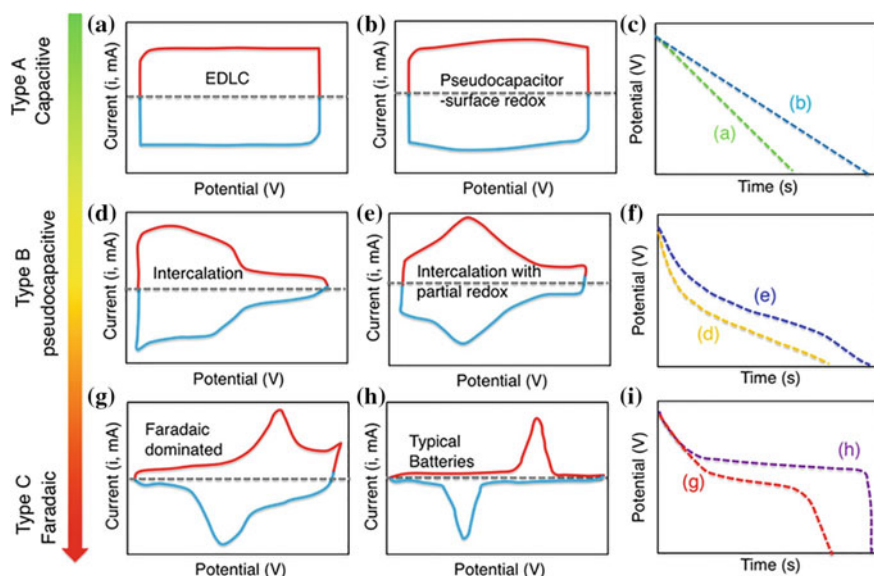 Type A
Capacitive
(a)
Current (i, mA)
EDLC
Potential (V)
(b)
Current (i, mA)
Pseudocapacitor
-surface redox
Potential (V)
(c)
Potential (V)
(b)
(a)
Time (s)
Type B
pseudocapacitive
(d)
Current (i, mA)
Intercalation
Potential (V)
(e)
Current (i, mA)
Intercalation with
partial redox
Potential (V)
(f)
Potential (V)
(e)
(d)
Time (s)
Type C
Faradaic
(g)
Current (i, mA)
Faradaic
dominated
Potential (V)
(h)
Current (i, mA)
Typical
Batteries
Potential (V)
(i)
Potential (V)
(h)
(g)
Time (s)